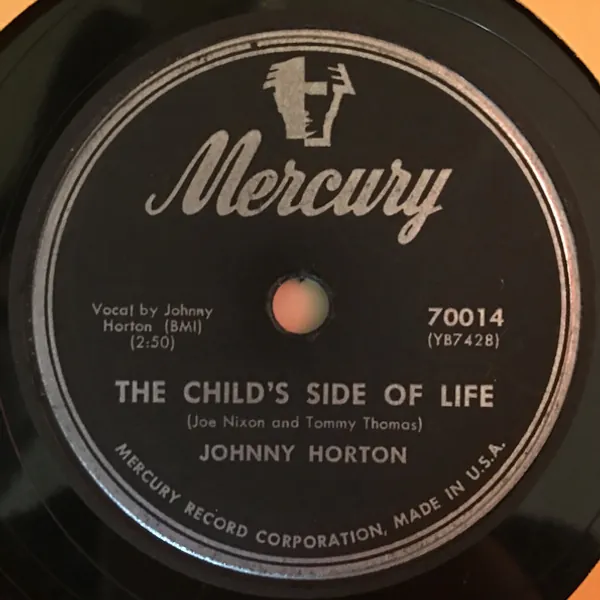 Mercury
Vocal by Johnny
Horton (BMI)
(2:50)
70014
(YB7428)
THE CHILD'S SIDE OF LIFE
(Joe Nixon and Tommy Thomas)
JOHNNY HORTON
MERCURY RECORD CORPORATION, MADE IN U.S.A.